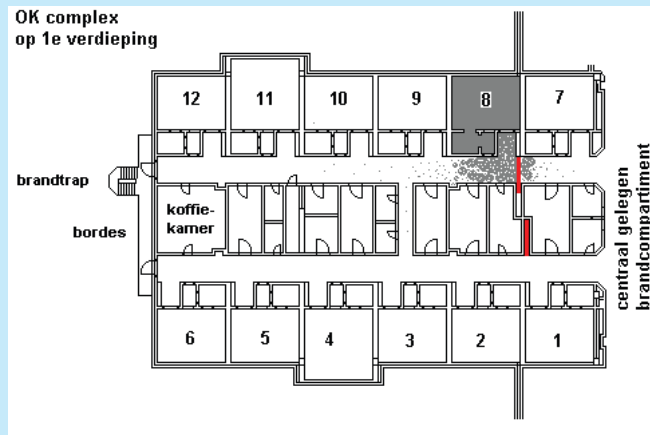 OK complex
op 1e verdieping
12
11
10
9
8
7
brandtrap
koffie-
kamer
bordes
centraal gelegen
brandcompartiment
6
5
4
3
2
1